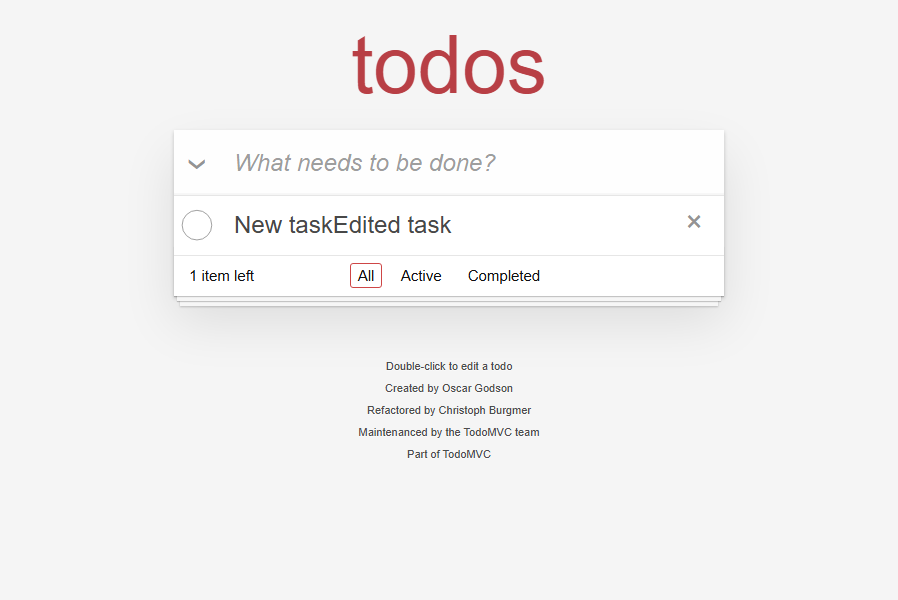 todos
What needs to be done?
New taskEdited task
1 item left All Active Completed
Double-click to edit a todo
Created by Oscar Godson
Refactored by Christoph Burgmer
Maintenanced by the TodoMVC team
Part of TodoMVC